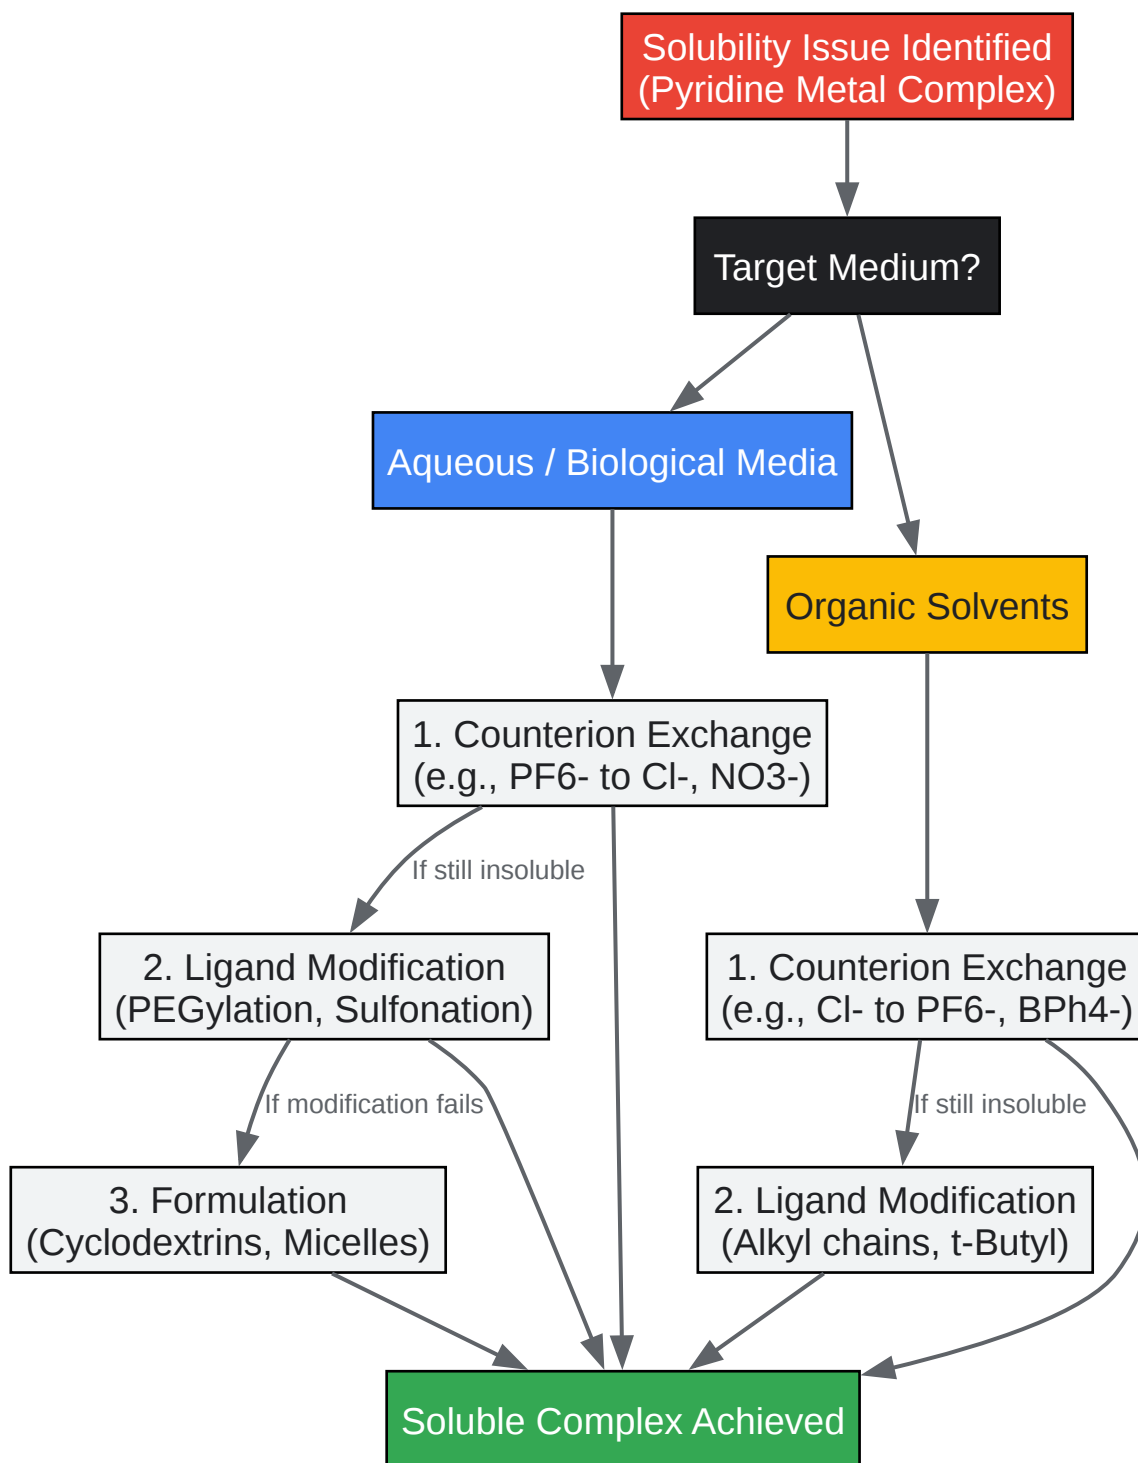 Solubility Issue Identified
(Pyridine Metal Complex)
Target Medium?
Aqueous / Biological Media
Organic Solvents
1. Counterion Exchange
(e.g., PF6- to Cl-, NO3-)
If still insoluble
2. Ligand Modification
(PEGylation, Sulfonation)
1. Counterion Exchange
(e.g., Cl- to PF6-, BPh4-)
If modification fails
If still insoluble
3. Formulation
(Cyclodextrins, Micelles)
2. Ligand Modification
(Alkyl chains, t-Butyl)
Soluble Complex Achieved